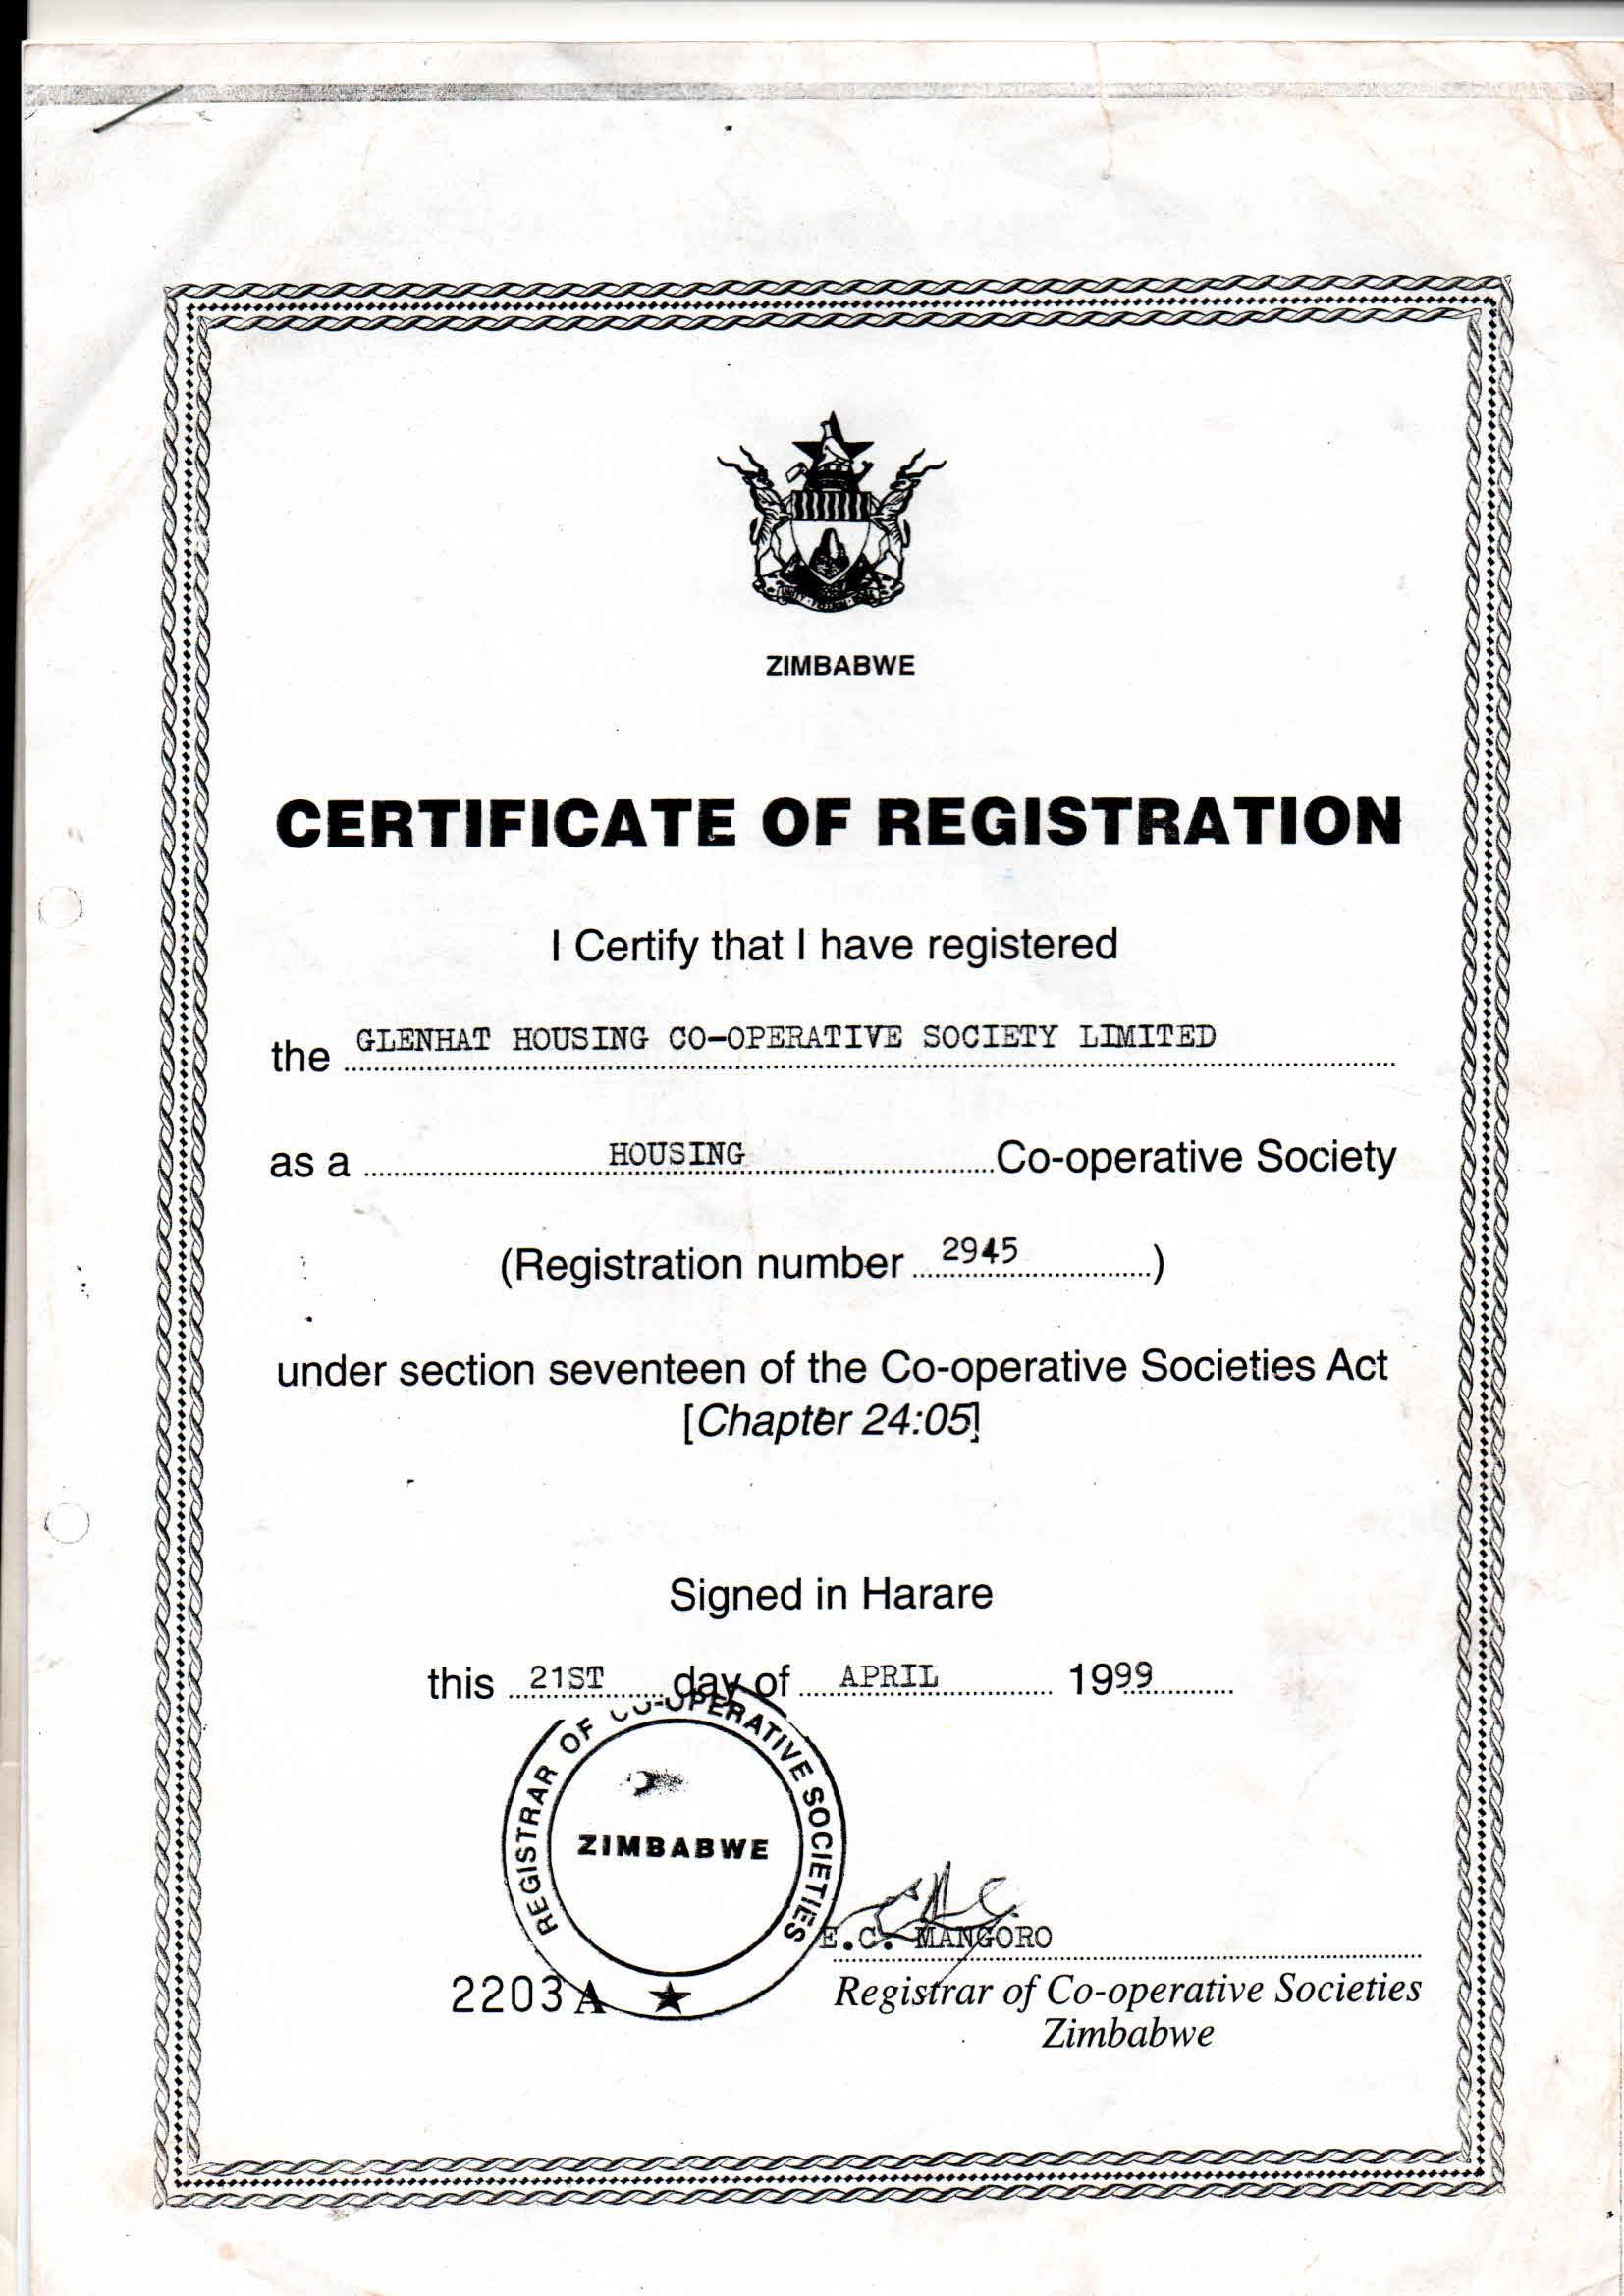 ZIMBABWE
CERTIFICATE OF REGISTRATION
I Certify that I have registered
the GLENHAT HOUSING CO-OPERATIVE SOCIETY LIMITED
as a HOUSING Co-operative Society
(Registration number 2945)
under section seventeen of the Co-operative Societies Act
[Chapter 24:05]
Signed in Harare
this 21ST day of APRIL 1999
REGISTRAR OF CO-OPERATIVE SOCIETIES
ZIMBABWE
E.C. MANGORO
2203 A
Registrar of Co-operative Societies
Zimbabwe